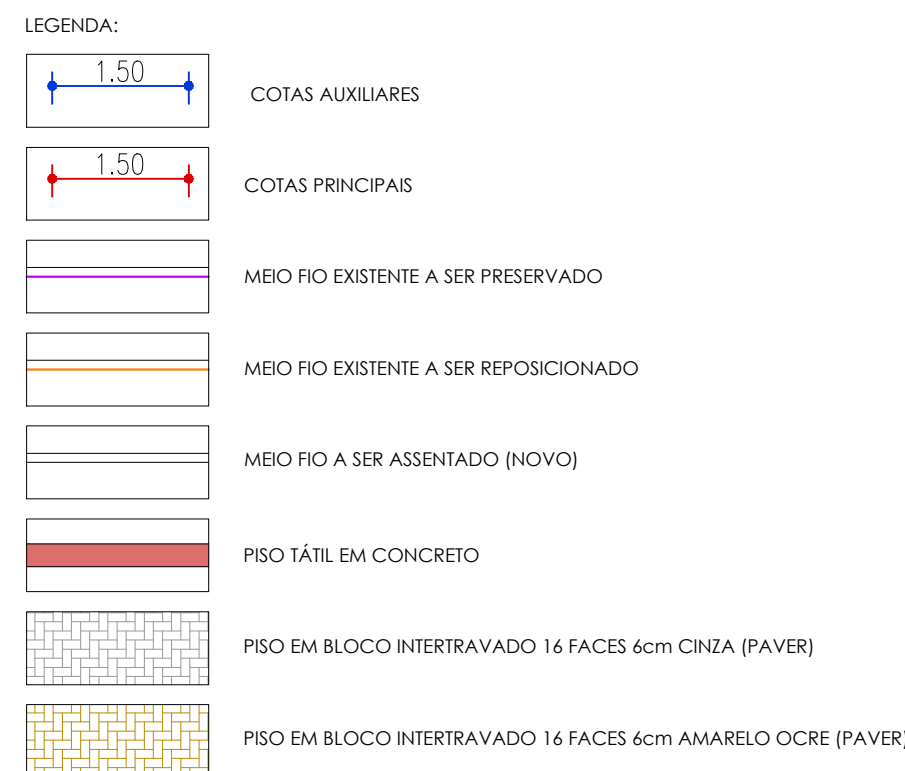 LEGENDA:
1.50
COTAS AUXILIARES
1.50
COTAS PRINCIPAIS
MEIO FIO EXISTENTE A SER PRESERVADO
MEIO FIO EXISTENTE A SER REPOSICIONADO
MEIO FIO A SER ASSENTADO (NOVO)
PISO TÁTIL EM CONCRETO
PISO EM BLOCO INTERTRAVADO 16 FACES 6cm CINZA (PAVER)
PISO EM BLOCO INTERTRAVADO 16 FACES 6cm AMARELO OCRE (PAVER)